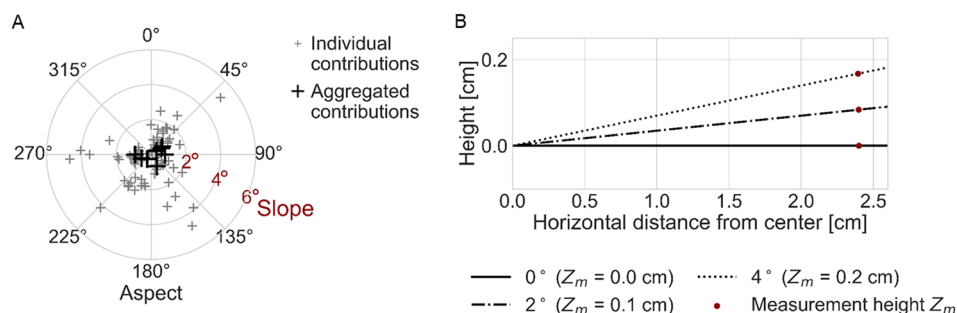 A
0°
315°
45°
270°
90°
2°
4°
6°
Slope
225°
135°
180°
Aspect
+ Individual
contributions
+ Aggregated
contributions
B
Height [cm]
0.2
0.0
0.0 0.5 1.0 1.5 2.0 2.5
Horizontal distance from center [cm]
0° (Zm = 0.0 cm)
4° (Zm = 0.2 cm)
2° (Zm = 0.1 cm)
Measurement height Zm